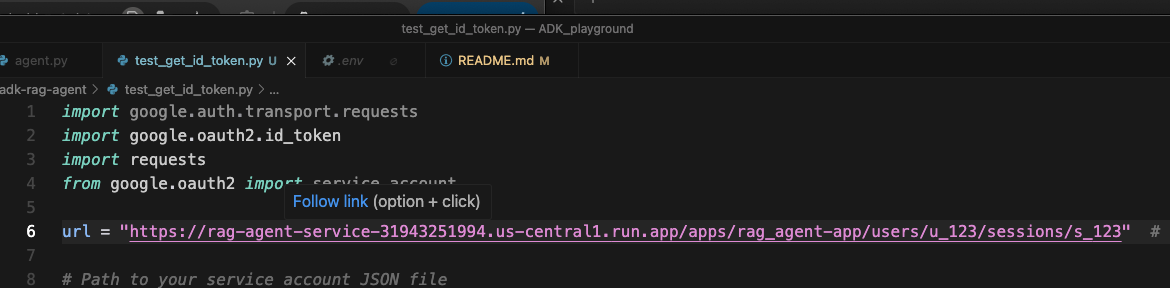 test_get_id_token.py — ADK_playground
agent.py
test_get_id_token.py U
.env
README.md M
adk-rag-agent > test_get_id_token.py > ...
1 import google.auth.transport.requests
2 import google.oauth2.id_token
3 import requests
4 from google.oauth2 import service_account
5
Follow link (option + click)
6 url = "https://rag-agent-service-31943251994.us-central1.run.app/apps/rag_agent-app/users/u_123/sessions/s_123" #
7
8 # Path to your service account JSON file